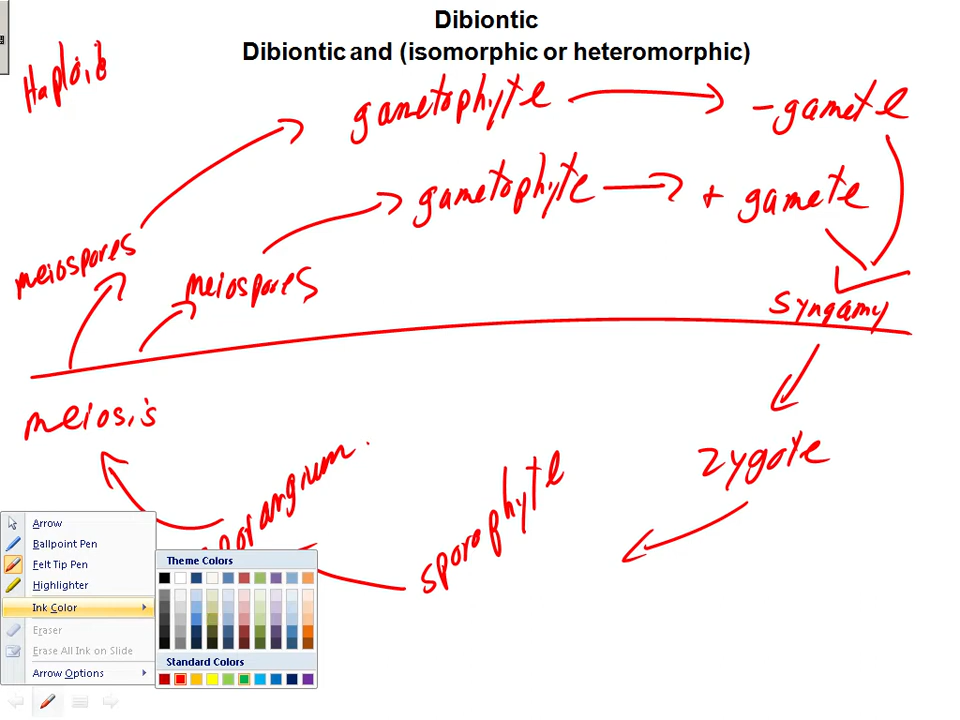 Dibiontic
Dibiontic and (isomorphic or heteromorphic)
Haploid
gametophyte
-gamete
gametophyte
+ gamete
meiospores
meiospores
Syngamy
meiosis
zygote
sporophyte
Arrow
Ballpoint Pen
Felt Tip Pen
Highlighter
Ink Color
Eraser
Erase All Ink on Slide
Arrow Options
Theme Colors
Standard Colors